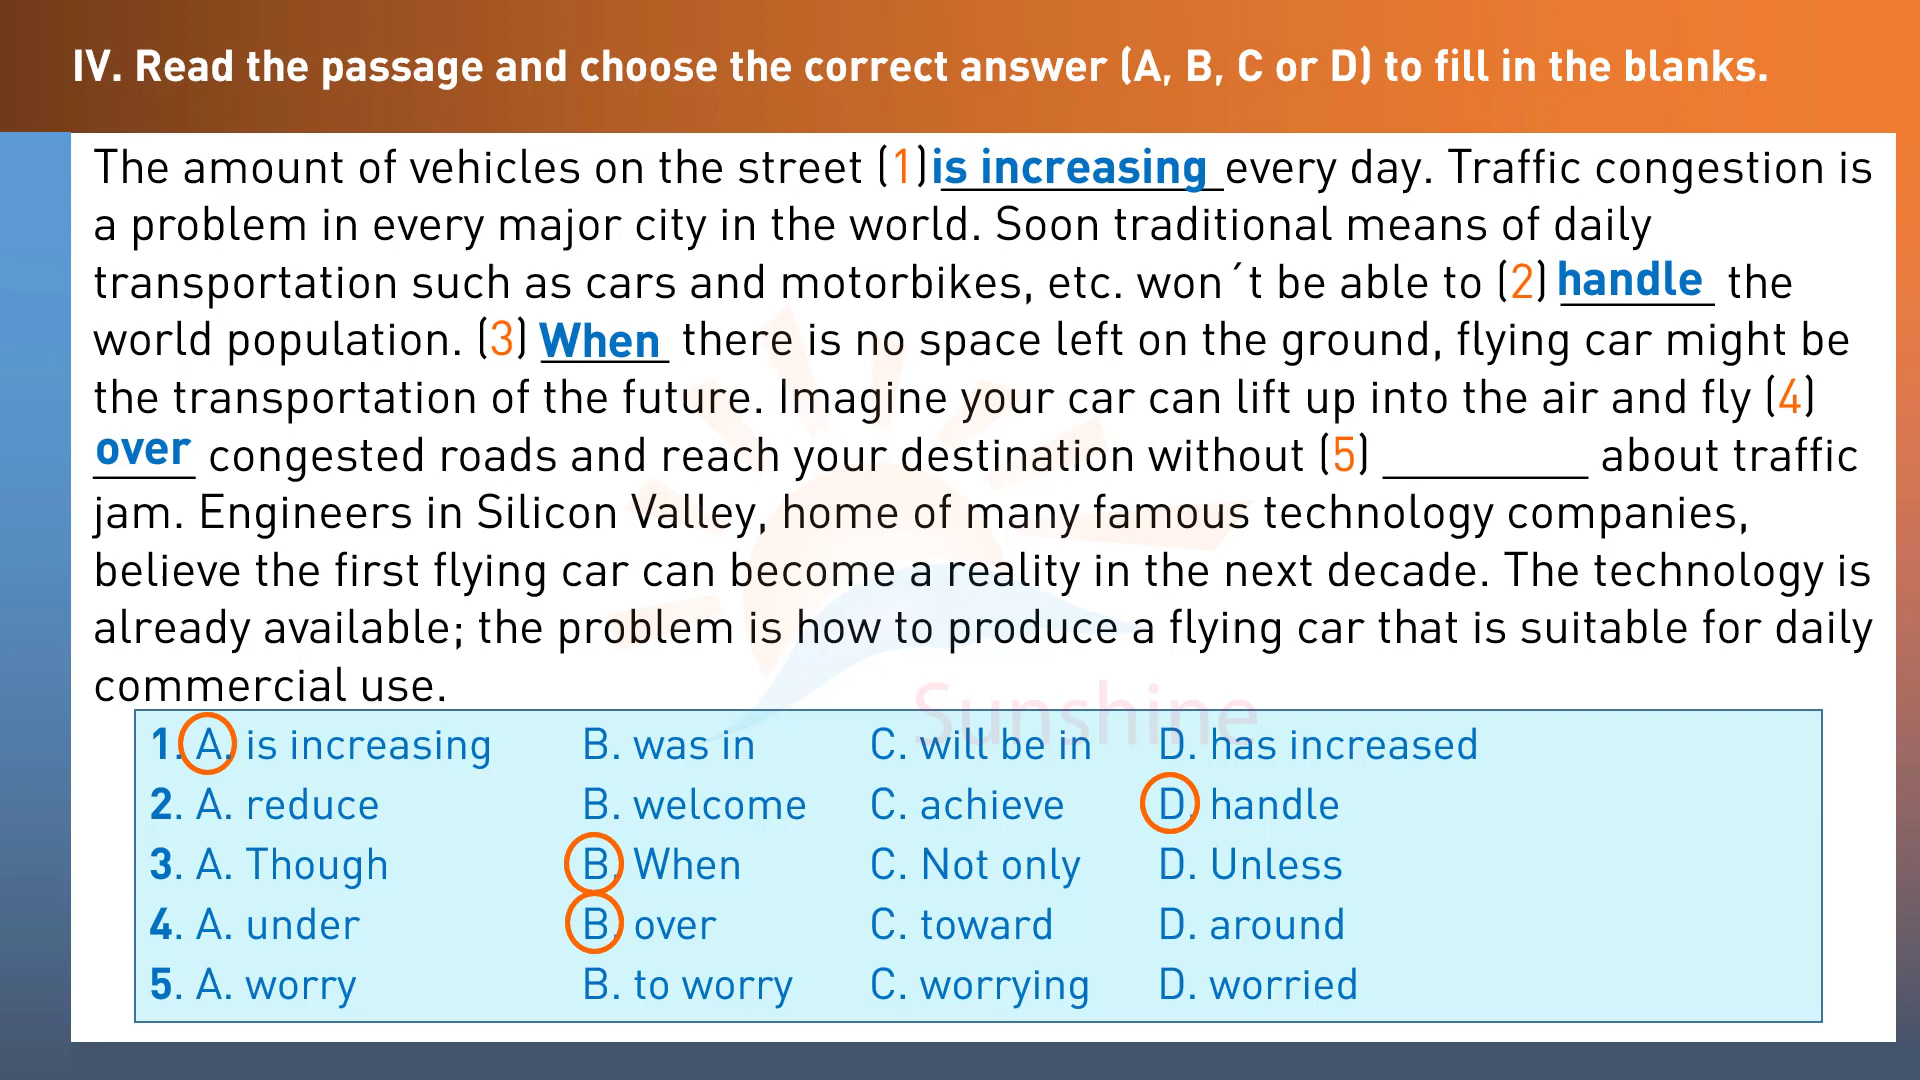 IV. Read the passage and choose the correct answer (A, B, C or D) to fill in the blanks.
The amount of vehicles on the street (1) is increasing every day. Traffic congestion is
a problem in every major city in the world. Soon traditional means of daily
transportation such as cars and motorbikes, etc. won´t be able to (2) handle the
world population. (3) When there is no space left on the ground, flying car might be
the transportation of the future. Imagine your car can lift up into the air and fly (4)
over congested roads and reach your destination without (5) _________ about traffic
jam. Engineers in Silicon Valley, home of many famous technology companies,
believe the first flying car can become a reality in the next decade. The technology is
already available; the problem is how to produce a flying car that is suitable for daily
commercial use.
Sunshine
1. A. is increasing B. was in C. will be in D. has increased
2. A. reduce B. welcome C. achieve D. handle
3. A. Though B. When C. Not only D. Unless
4. A. under B. over C. toward D. around
5. A. worry B. to worry C. worrying D. worried